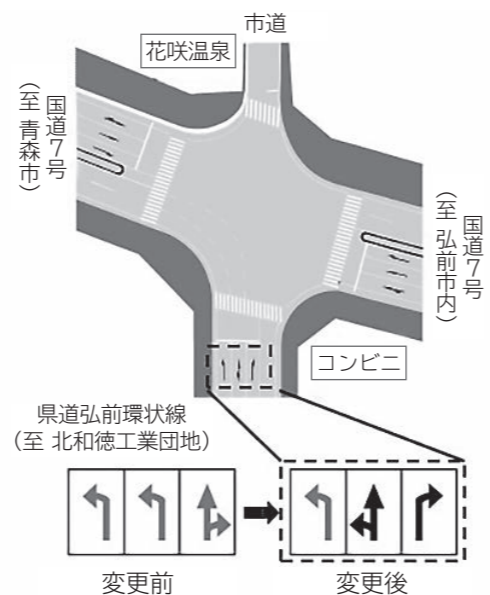 市道
花咲温泉
国道７号
（至 青森市）
国道７号
（至 弘前市内）
コンビニ
県道弘前環状線
（至 北和徳工業団地）
変更前
変更後